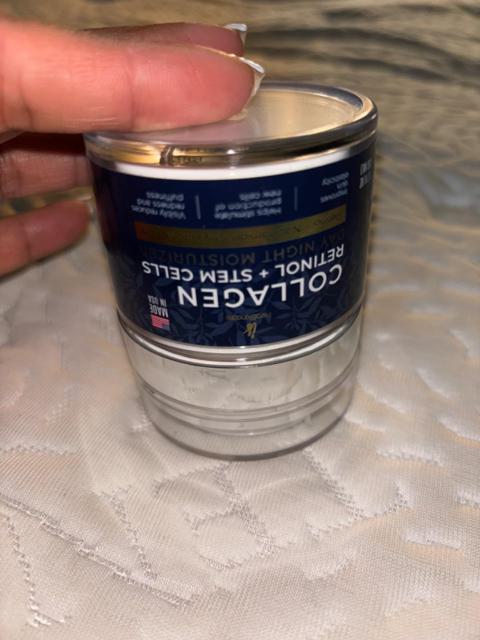 COLLAGEN
RETINOL + STEM CELLS
DAY NIGHT MOISTURIZER
MADE
IN USA
Improves
skin
elasticity
Helps stimulate
production of
new cells
Visibly reduces
redness and
puffiness